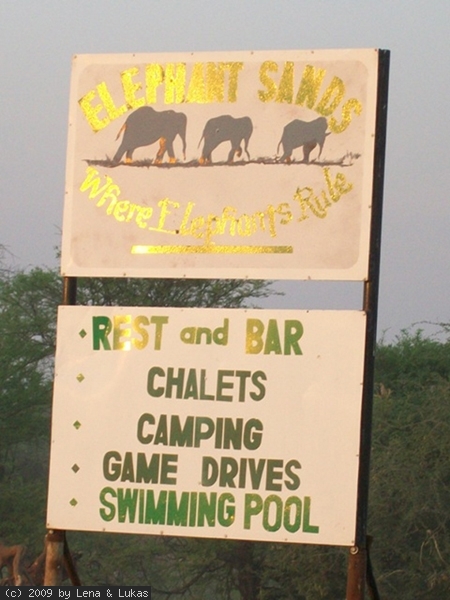 ELEPHANT SANDS
Where Elephants Rule
REST and BAR
CHALETS
CAMPING
GAME DRIVES
SWIMMING POOL
(c) 2009 by Lena & Lukas